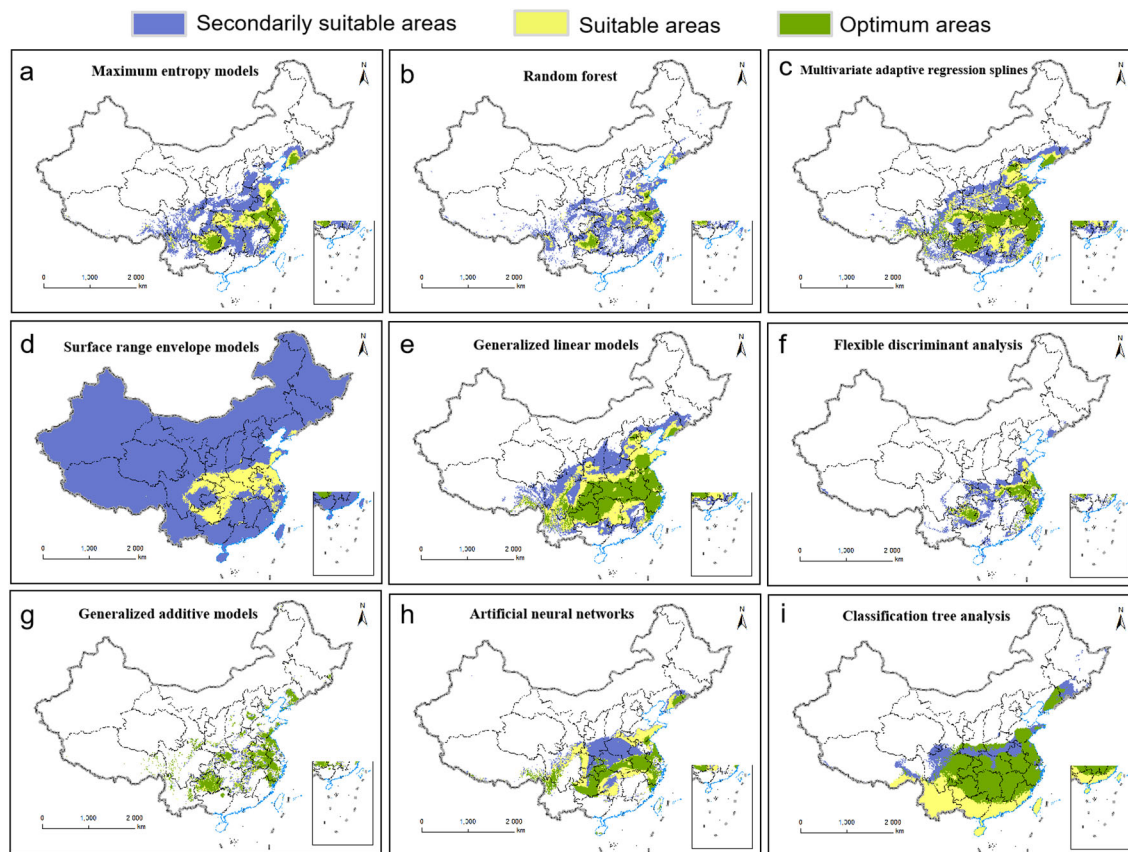 Secondarily suitable areas Suitable areas Optimum areas
a Maximum entropy models N
0 1,000 2 000 km
b Random forest N
0 1,000 2 000 km
c Multivariate adaptive regression splines N
0 1,000 2 000 km
d Surface range envelope models N
0 1,000 2 000 km
e Generalized linear models N
0 1,000 2 000 km
f Flexible discriminant analysis N
0 1,000 2 000 km
g Generalized additive models N
0 1,000 2 000 km
h Artificial neural networks N
0 1,000 2 000 km
i Classification tree analysis N
0 1,000 2 000 km